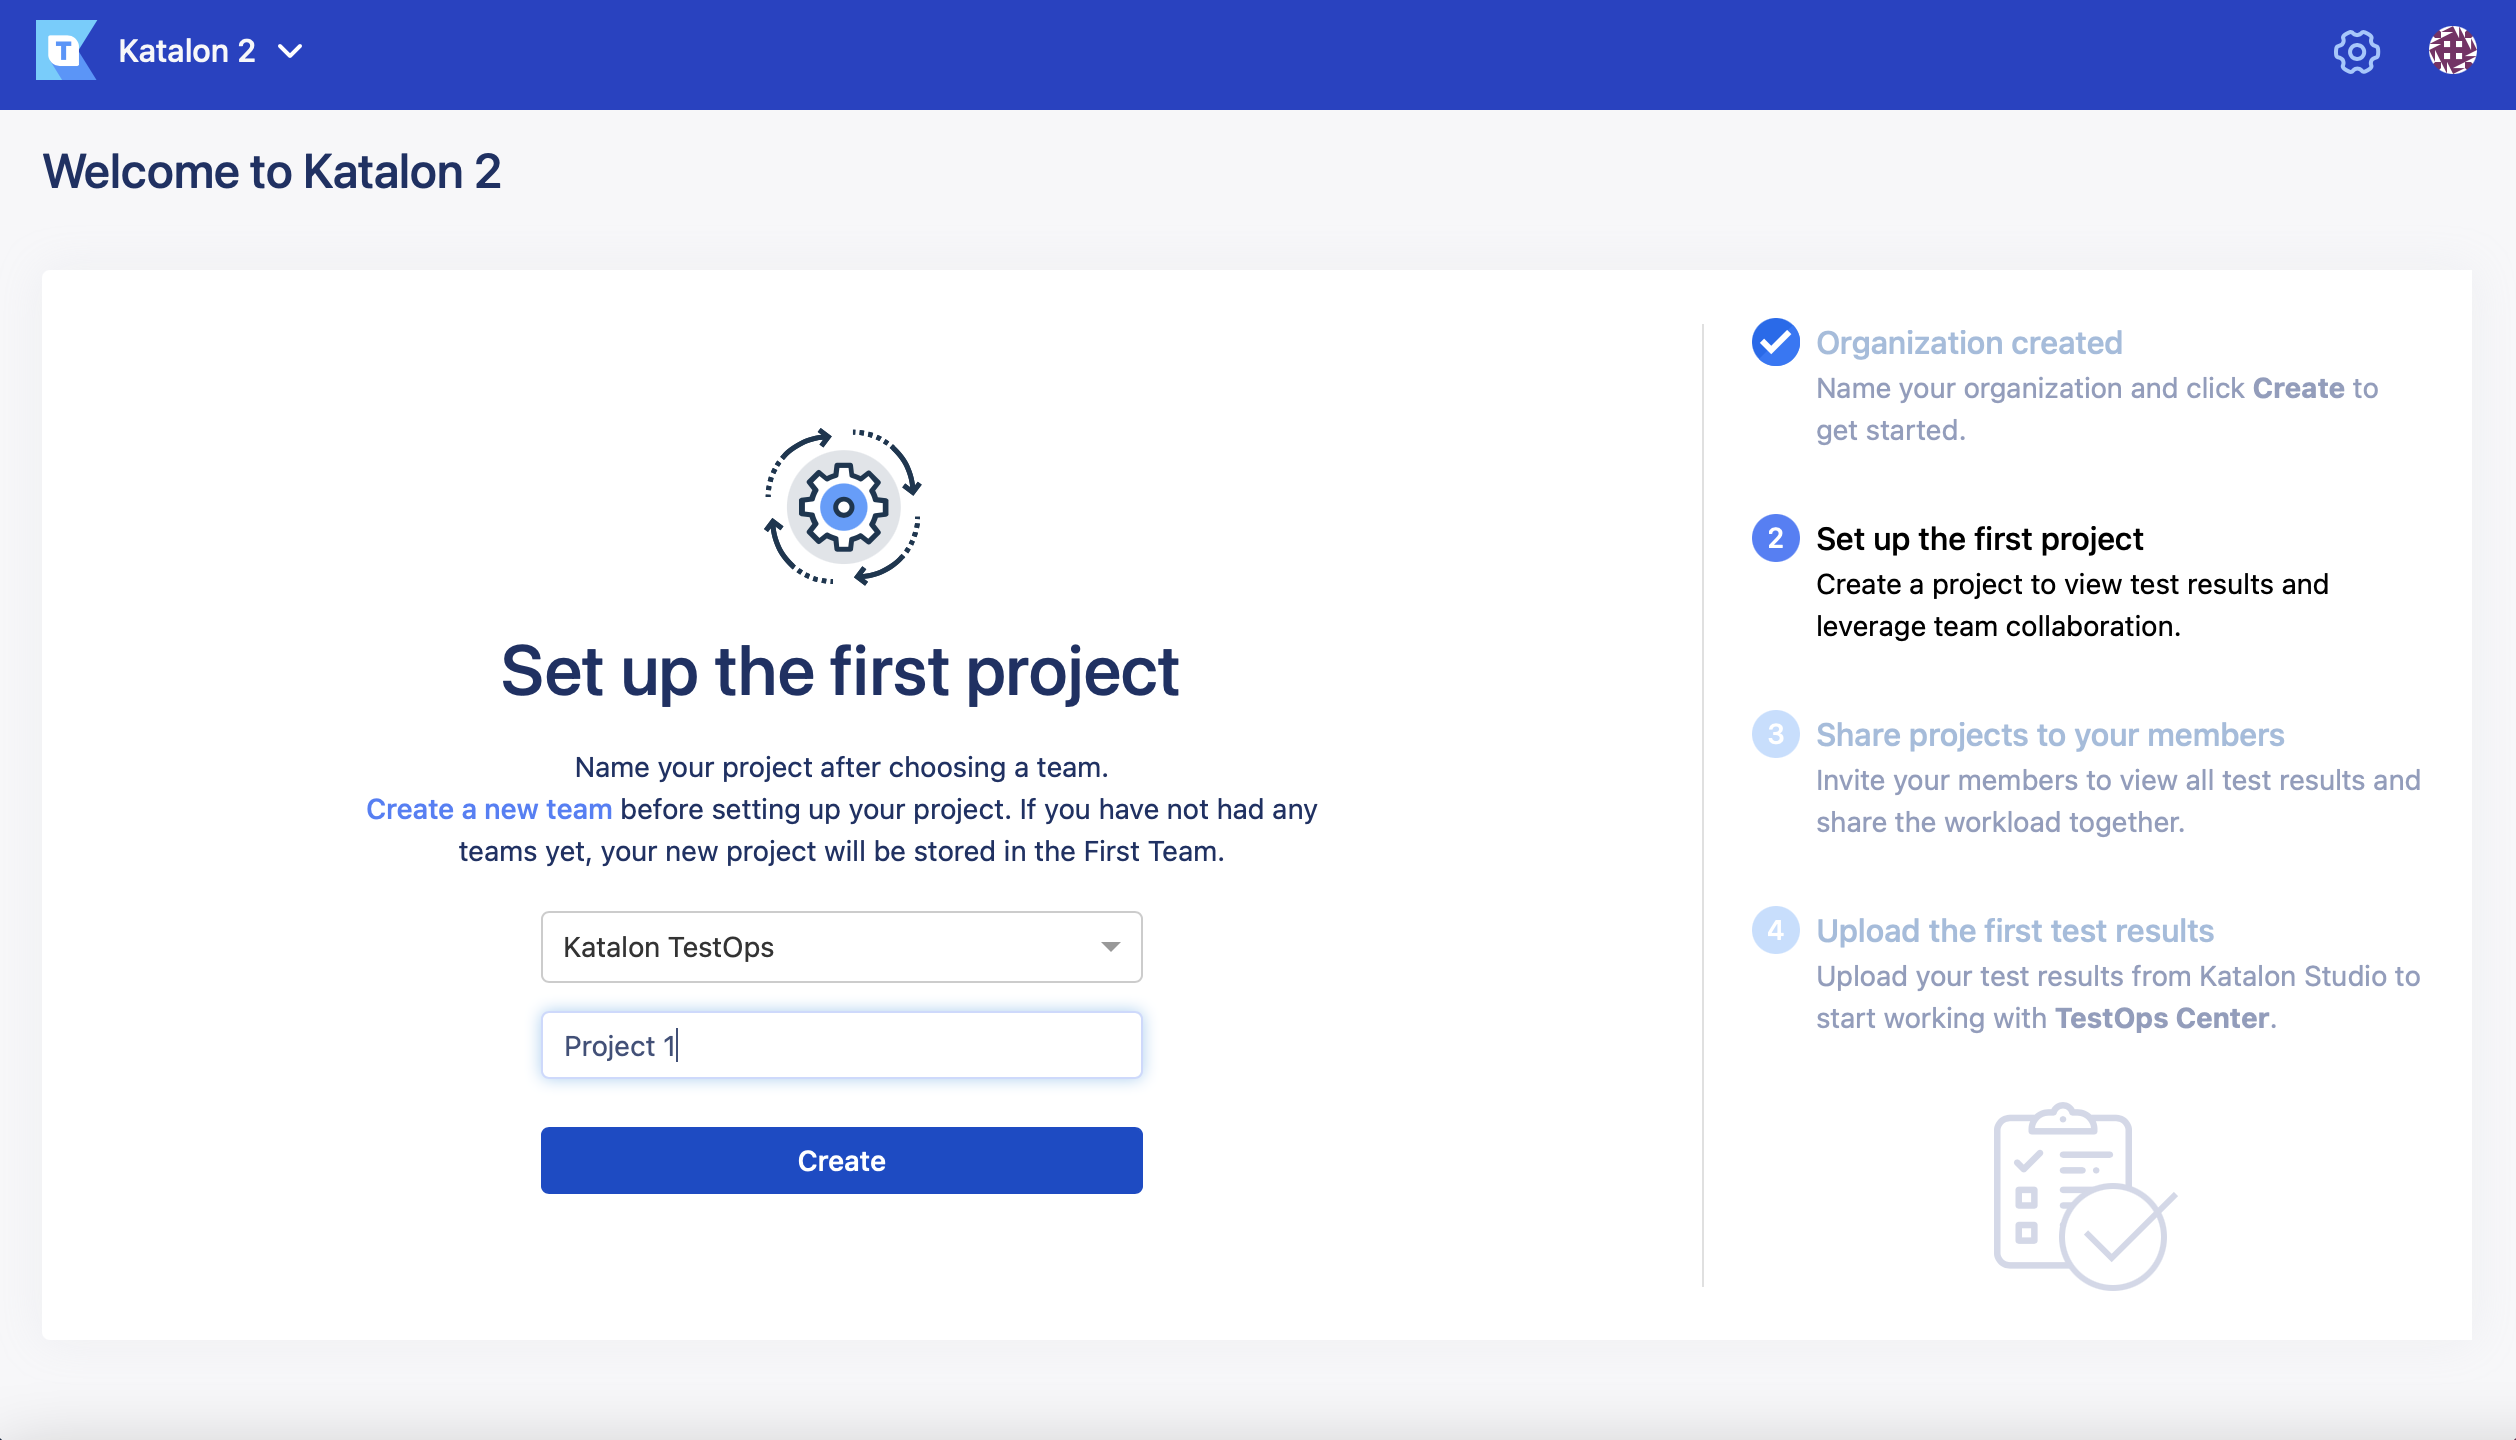 T
Katalon 2
Welcome to Katalon 2
Set up the first project
Name your project after choosing a team.
Create a new team before setting up your project. If you have not had any
teams yet, your new project will be stored in the First Team.
Katalon TestOps
Project 1
Create
Organization created
Name your organization and click Create to
get started.
2
Set up the first project
Create a project to view test results and
leverage team collaboration.
3
Share projects to your members
Invite your members to view all test results and
share the workload together.
4
Upload the first test results
Upload your test results from Katalon Studio to
start working with TestOps Center.